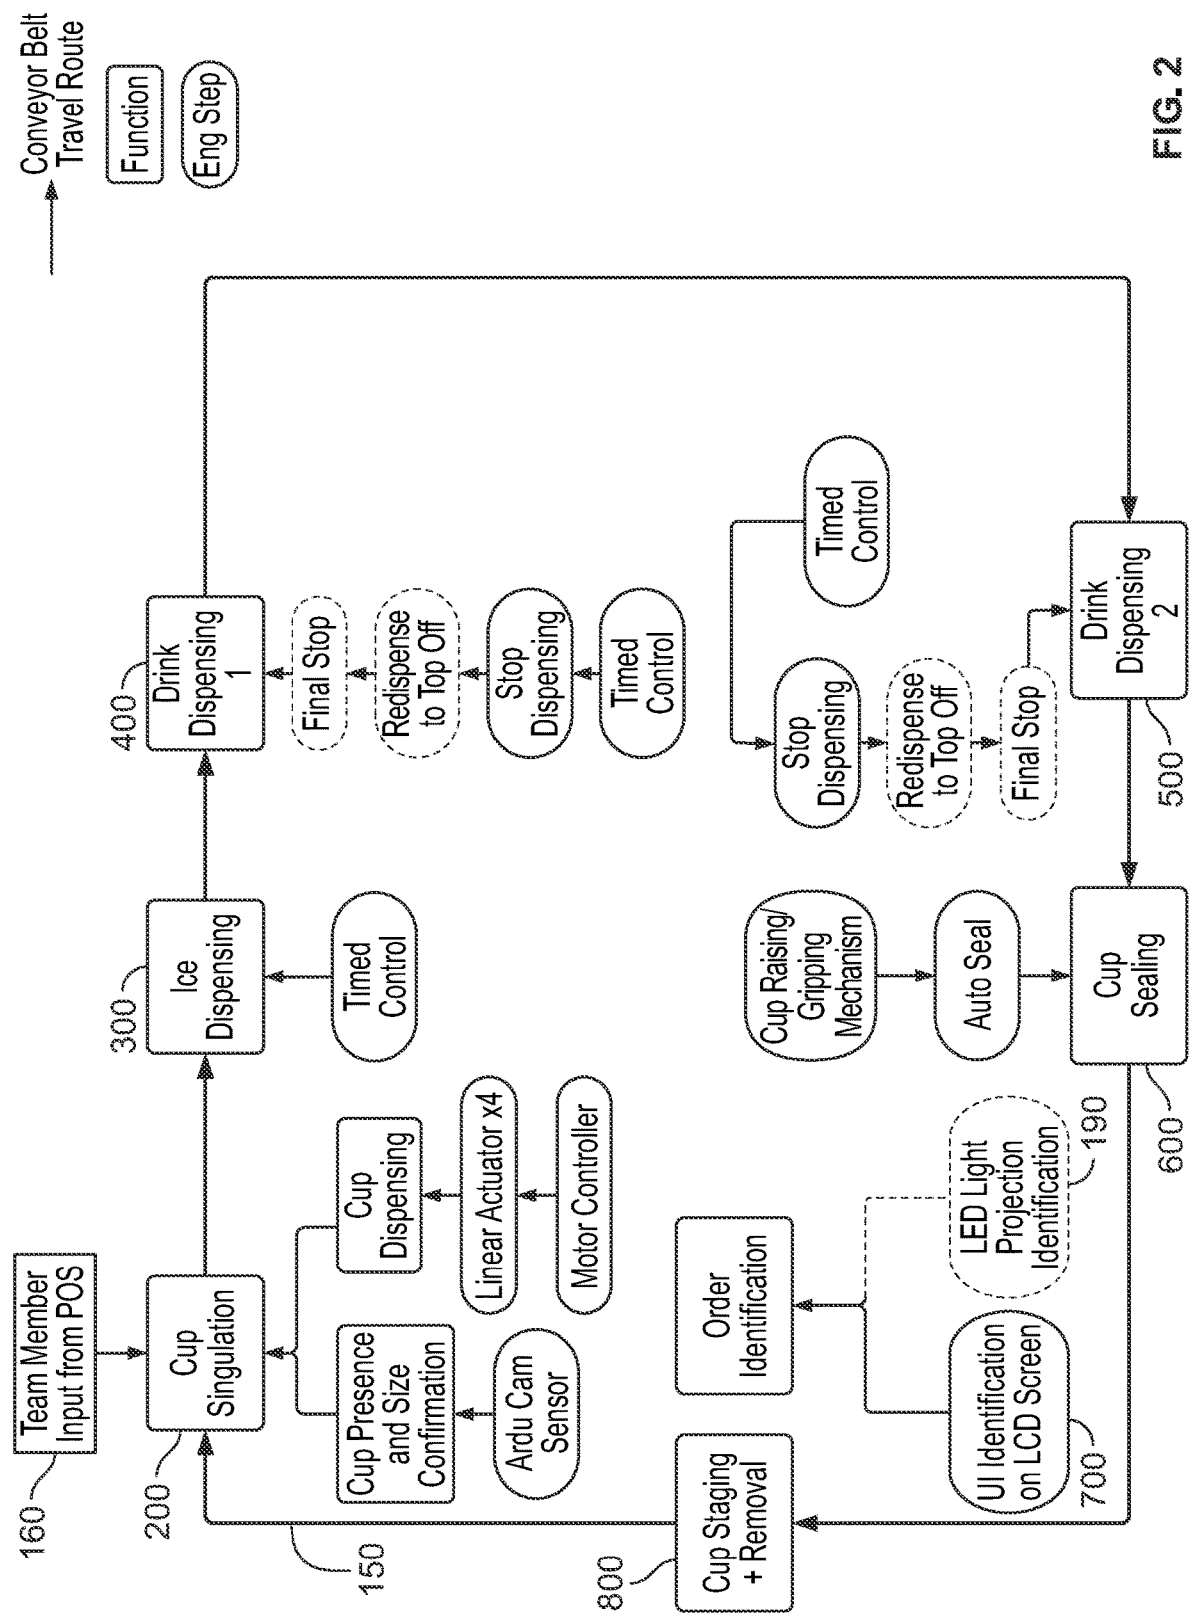 Conveyor Belt
Travel Route
Function
Eng Step
160
Team Member
Input from POS
200
Cup
Singulation
300
Ice
Dispensing
400
Drink
Dispensing
1
Cup Presence
and Size
Confirmation
Ardu Cam
Sensor
Cup
Dispensing
Linear Actuator x4
Motor Controller
Timed
Control
Final Stop
Redispense
to Top Off
Stop
Dispensing
Timed
Control
150
800
Cup Staging
+ Removal
Order
Identification
UI Identification
on LCD Screen
700
LED Light
Projection
Identification
190
Cup Raising/
Gripping
Mechanism
Auto Seal
Cup
Sealing
600
Timed
Control
Stop
Dispensing
Redispense
to Top Off
Final Stop
Drink
Dispensing
2
500
FIG. 2